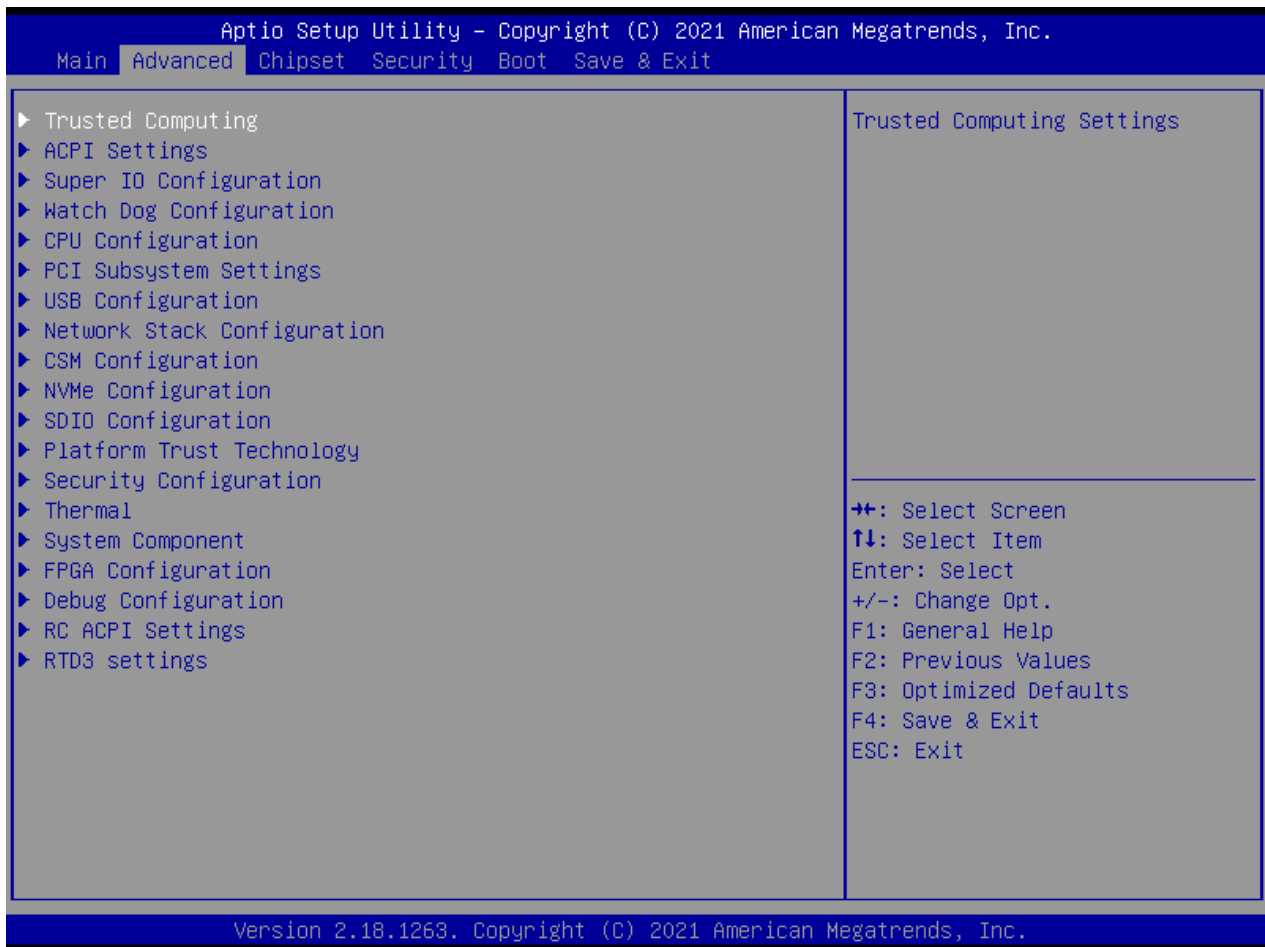 Aptio Setup Utility – Copyright (C) 2021 American Megatrends, Inc.
Main Advanced Chipset Security Boot Save & Exit
▶ Trusted Computing
▶ ACPI Settings
▶ Super IO Configuration
▶ Watch Dog Configuration
▶ CPU Configuration
▶ PCI Subsystem Settings
▶ USB Configuration
▶ Network Stack Configuration
▶ CSM Configuration
▶ NVMe Configuration
▶ SDIO Configuration
▶ Platform Trust Technology
▶ Security Configuration
▶ Thermal
▶ System Component
▶ FPGA Configuration
▶ Debug Configuration
▶ RC ACPI Settings
▶ RTD3 settings
Trusted Computing Settings
→←: Select Screen
↑↓: Select Item
Enter: Select
+/-: Change Opt.
F1: General Help
F2: Previous Values
F3: Optimized Defaults
F4: Save & Exit
ESC: Exit
Version 2.18.1263. Copyright (C) 2021 American Megatrends, Inc.